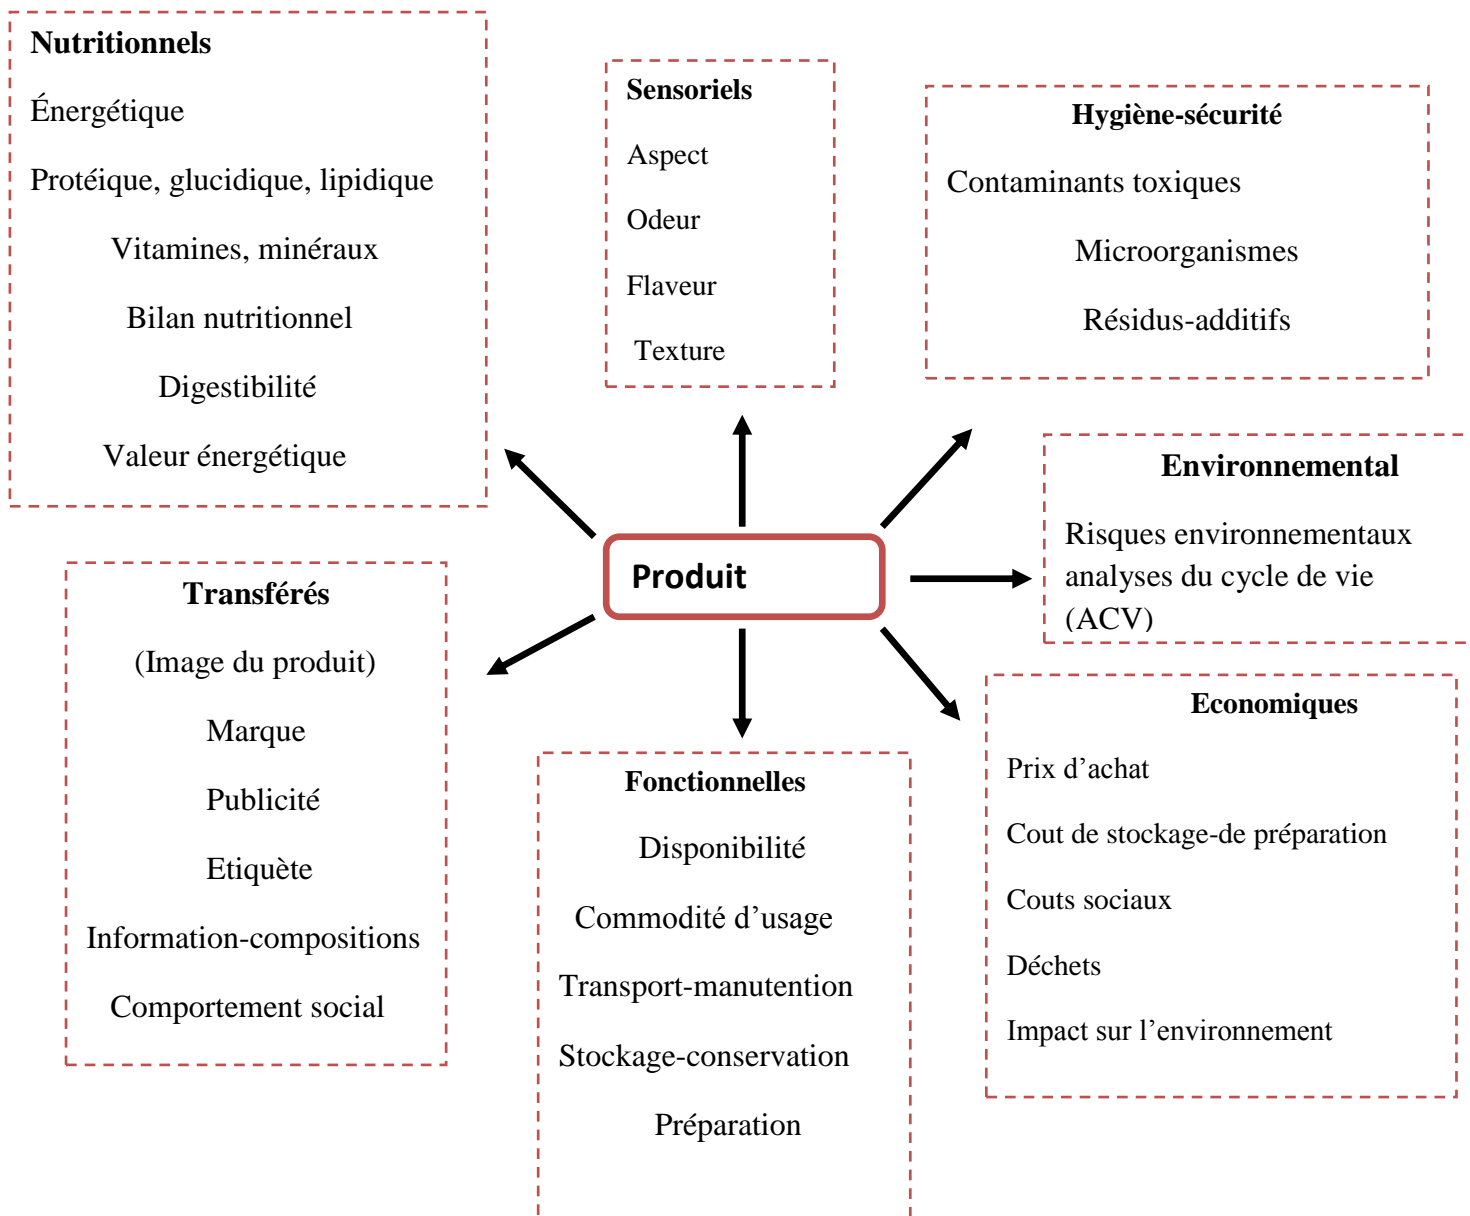 Nutritionnels
Énergétique
Protéique, glucidique, lipidique
Vitamines, minéraux
Bilan nutritionnel
Digestibilité
Valeur énergétique
Sensoriels
Aspect
Odeur
Flaveur
Texture
Hygiène-sécurité
Contaminants toxiques
Microorganismes
Résidus-additifs
Environnemental
Risques environnementaux
analyses du cycle de vie
(ACV)
Produit
Transférés
(Image du produit)
Marque
Publicité
Etiquète
Information-compositions
Comportement social
Fonctionnelles
Disponibilité
Commodité d’usage
Transport-manutention
Stockage-conservation
Préparation
Economiques
Prix d’achat
Cout de stockage-de préparation
Couts sociaux
Déchets
Impact sur l’environnement